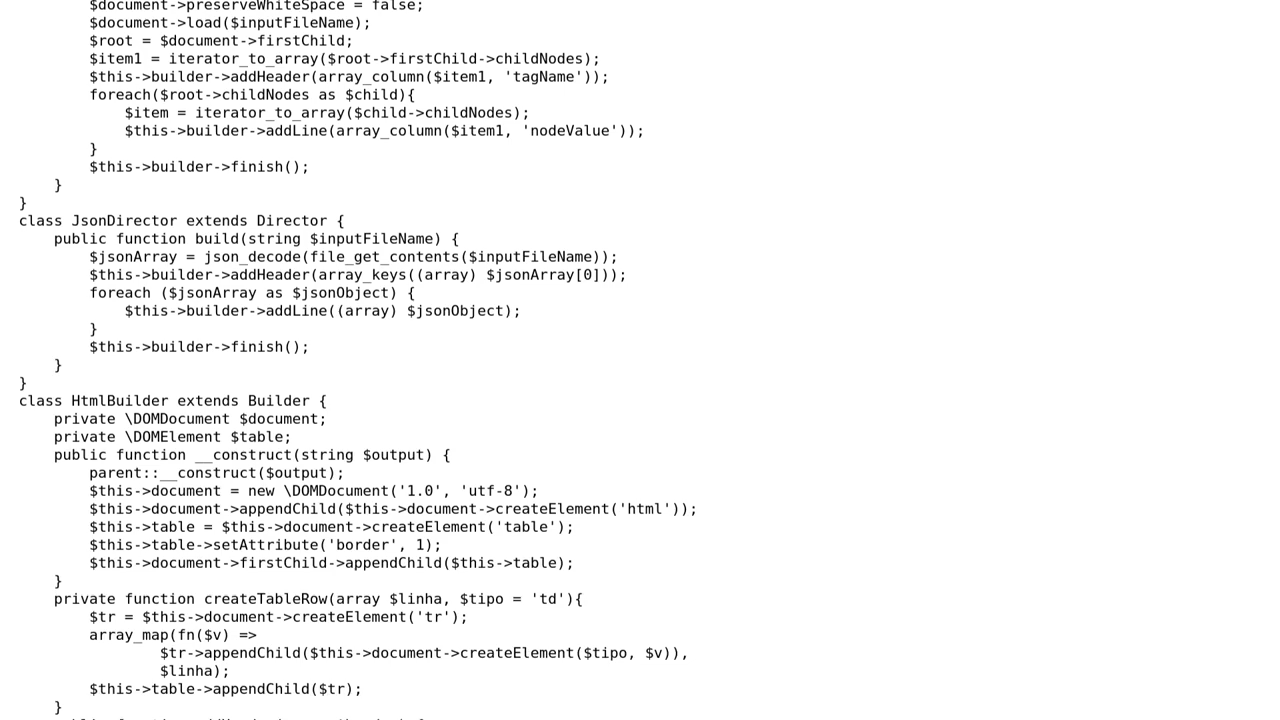 $document->preserveWhiteSpace = false;
        $document->load($inputFileName);
        $root = $document->firstChild;
        $item1 = iterator_to_array($root->firstChild->childNodes);
        $this->builder->addHeader(array_column($item1, 'tagName'));
        foreach($root->childNodes as $child){
            $item = iterator_to_array($child->childNodes);
            $this->builder->addLine(array_column($item1, 'nodeValue'));
        }
        $this->builder->finish();
    }
}
class JsonDirector extends Director {
    public function build(string $inputFileName) {
        $jsonArray = json_decode(file_get_contents($inputFileName));
        $this->builder->addHeader(array_keys((array) $jsonArray[0]));
        foreach ($jsonArray as $jsonObject) {
            $this->builder->addLine((array) $jsonObject);
        }
        $this->builder->finish();
    }
}
class HtmlBuilder extends Builder {
    private \DOMDocument $document;
    private \DOMElement $table;
    public function __construct(string $output) {
        parent::__construct($output);
        $this->document = new \DOMDocument('1.0', 'utf-8');
        $this->document->appendChild($this->document->createElement('html'));
        $this->table = $this->document->createElement('table');
        $this->table->setAttribute('border', 1);
        $this->document->firstChild->appendChild($this->table);
    }
    private function createTableRow(array $linha, $tipo = 'td'){
        $tr = $this->document->createElement('tr');
        array_map(fn($v) =>
                $tr->appendChild($this->document->createElement($tipo, $v)),
                $linha);
        $this->table->appendChild($tr);
    }